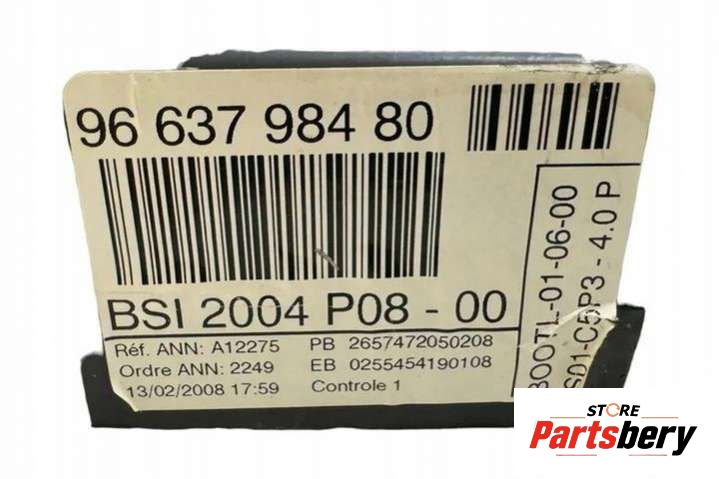 96 637 984 80
BSI 2004 P08 - 00
Réf. ANN: A12275 PB 2657472050208
Ordre ANN: 2249 EB 0255454190108
13/02/2008 17:59 Controle 1
BOOTL-01-06-00
S01-C5P3 - 4.0 P
STORE
Partsbery